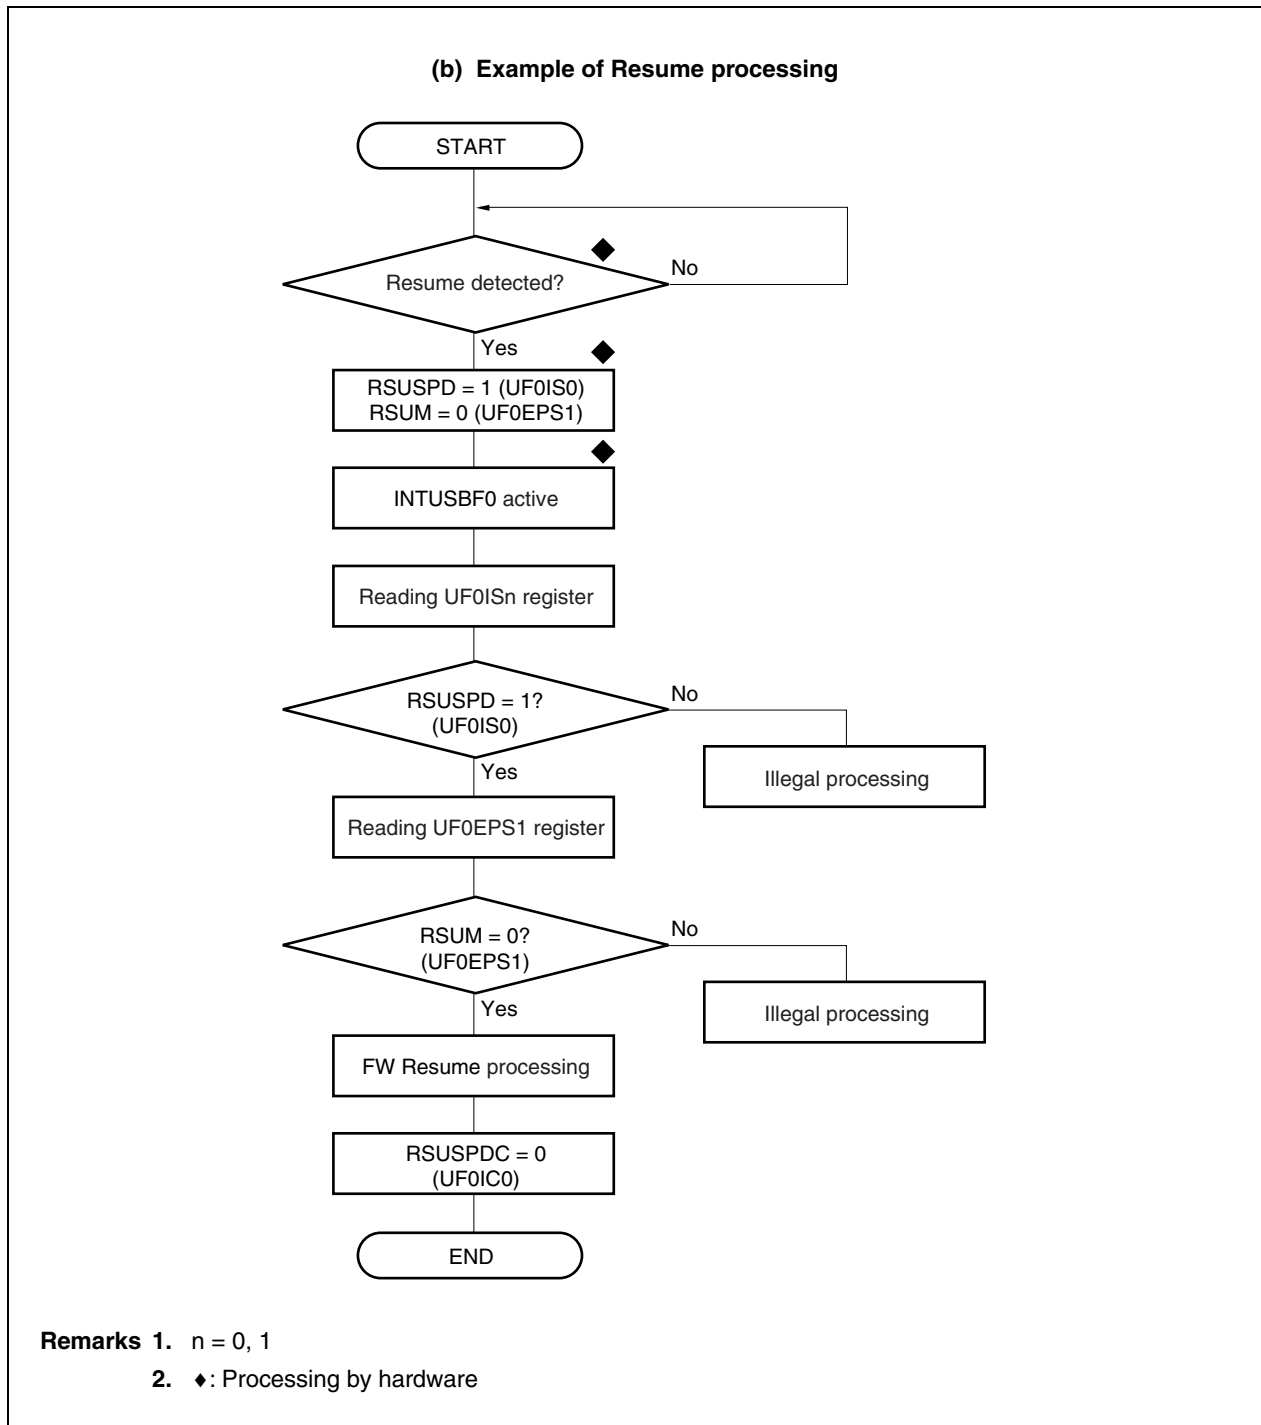 (b) Example of Resume processing
START
Resume detected?
No
Yes
RSUSPD = 1 (UF0IS0)
RSUM = 0 (UF0EPS1)
INTUSBF0 active
Reading UF0ISn register
RSUSPD = 1?
(UF0IS0)
No
Yes
Illegal processing
Reading UF0EPS1 register
RSUM = 0?
(UF0EPS1)
No
Yes
Illegal processing
FW Resume processing
RSUSPDC = 0
(UF0IC0)
END
Remarks 1. n = 0, 1
2. ♦: Processing by hardware